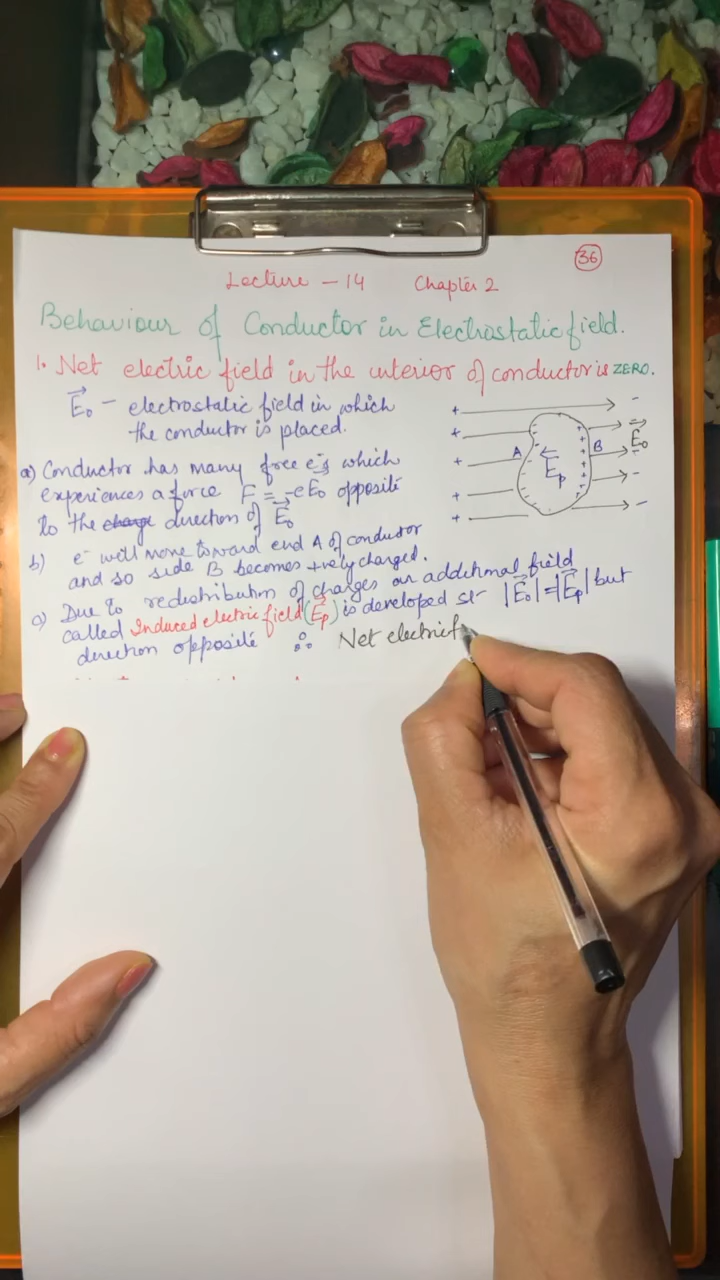 36
Lecture - 14 Chapter 2
Behaviour of Conductor in Electrostatic field.
1. Net electric field in the interior of conductor is ZERO.
E₀ - electrostatic field in which
the conductor is placed.
a) Conductor has many free e⁻s which
experiences a force F = -eE₀ opposite
to the charge direction of E₀
b) e⁻ will move toward end A of conductor
and so side B becomes +vely charged.
c) Due to redistribution of charges an additional field
called Induced electric field (Ep) is developed st |E₀| = |Ep| but
direction opposite ∴ Net electric f
A
B
Ep
E₀